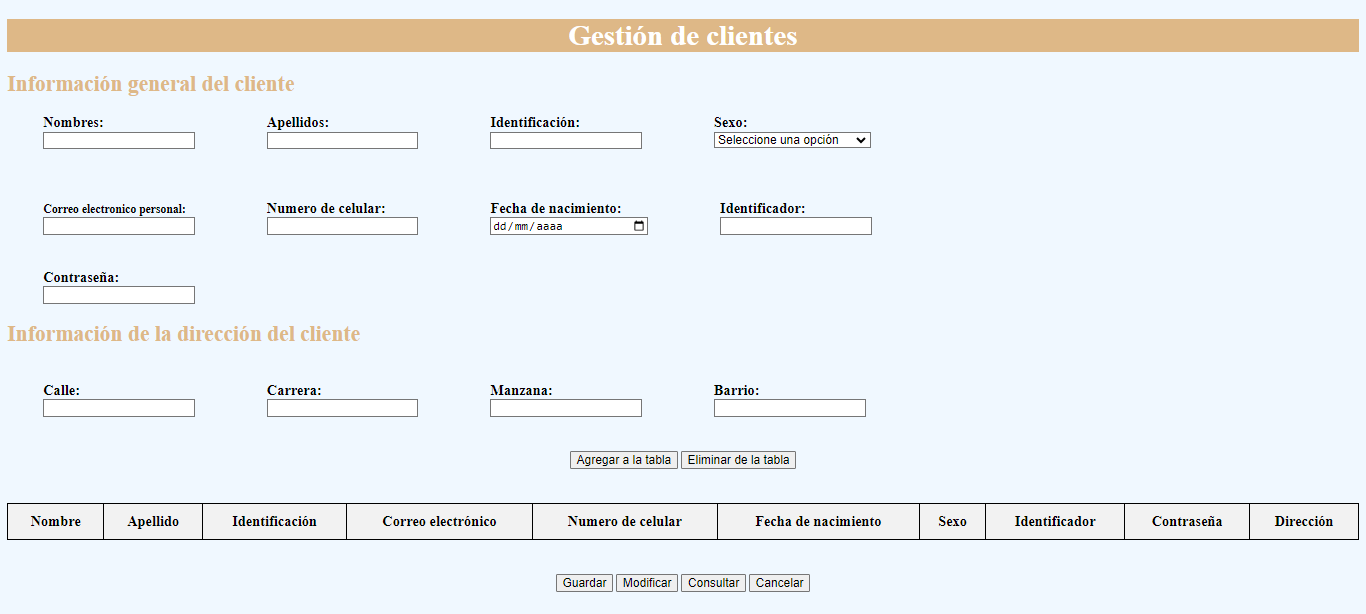 Gestión de clientes
Información general del cliente
Nombres: Apellidos: Identificación: Sexo:
Seleccione una opción
Correo electronico personal: Numero de celular: Fecha de nacimiento: Identificador:
dd/mm/aaaa
Contraseña:
Información de la dirección del cliente
Calle: Carrera: Manzana: Barrio:
Agregar a la tabla Eliminar de la tabla
Nombre Apellido Identificación Correo electrónico Numero de celular Fecha de nacimiento Sexo Identificador Contraseña Dirección
Guardar Modificar Consultar Cancelar